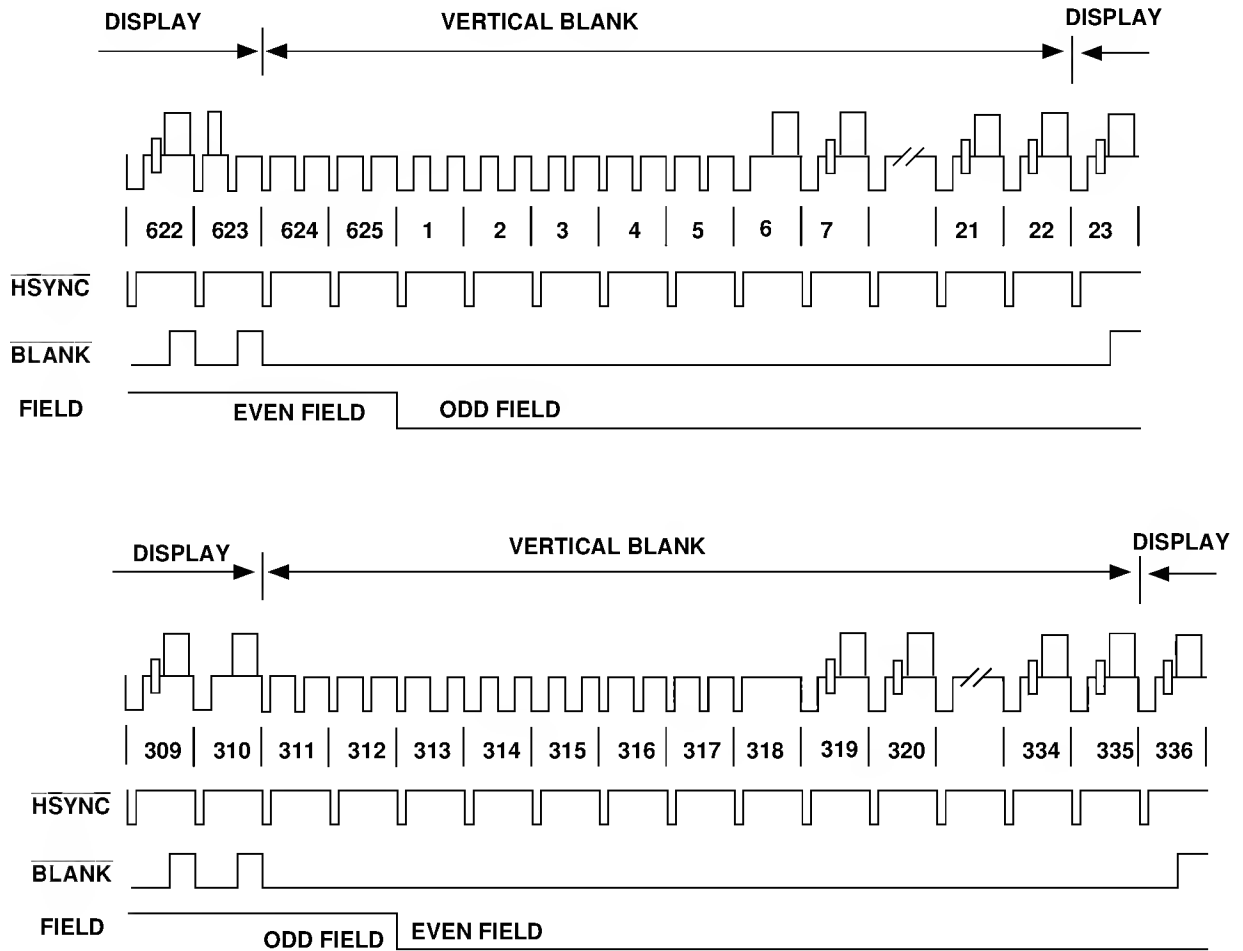 DISPLAY VERTICAL BLANK DISPLAY
622 623 624 625 1 2 3 4 5 6 7 21 22 23
HSYNC
BLANK
FIELD EVEN FIELD ODD FIELD
DISPLAY VERTICAL BLANK DISPLAY
309 310 311 312 313 314 315 316 317 318 319 320 334 335 336
HSYNC
BLANK
FIELD ODD FIELD EVEN FIELD